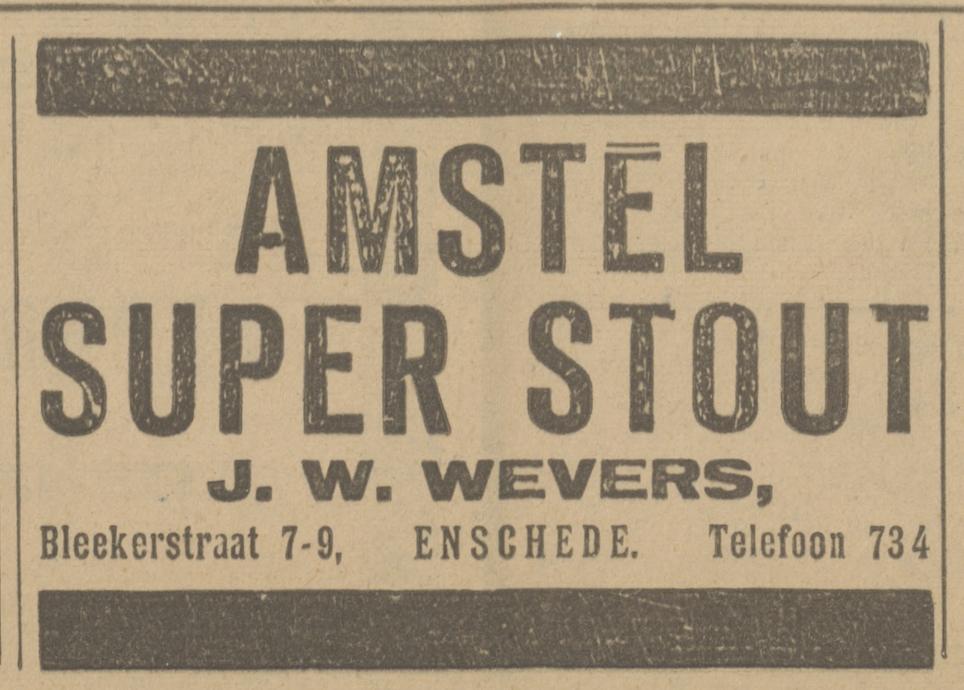 AMSTEL
SUPER STOUT
J. W. WEVERS,
Bleekerstraat 7-9, ENSCHEDE. Telefoon 734